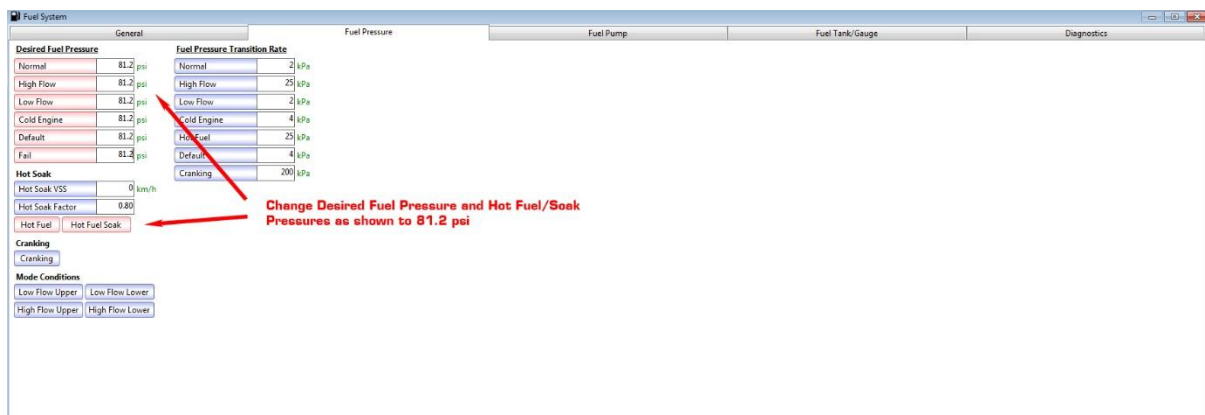 Fuel System
General Fuel Pressure Fuel Pump Fuel Tank/Gauge Diagnostics
Desired Fuel Pressure Fuel Pressure Transition Rate
Normal 81.2 psi Normal 2 kPa
High Flow 81.2 psi High Flow 25 kPa
Low Flow 81.2 psi Low Flow 2 kPa
Cold Engine 81.2 psi Cold Engine 4 kPa
Default 81.2 psi Hot Fuel 25 kPa
Fail 81.2 psi Default 4 kPa
Hot Soak Cranking 200 kPa
Hot Soak VSS 0 km/h
Hot Soak Factor 0.80
Change Desired Fuel Pressure and Hot Fuel/Soak
Pressures as shown to 81.2 psi
Hot Fuel Hot Fuel Soak
Cranking
Cranking
Mode Conditions
Low Flow Upper Low Flow Lower
High Flow Upper High Flow Lower